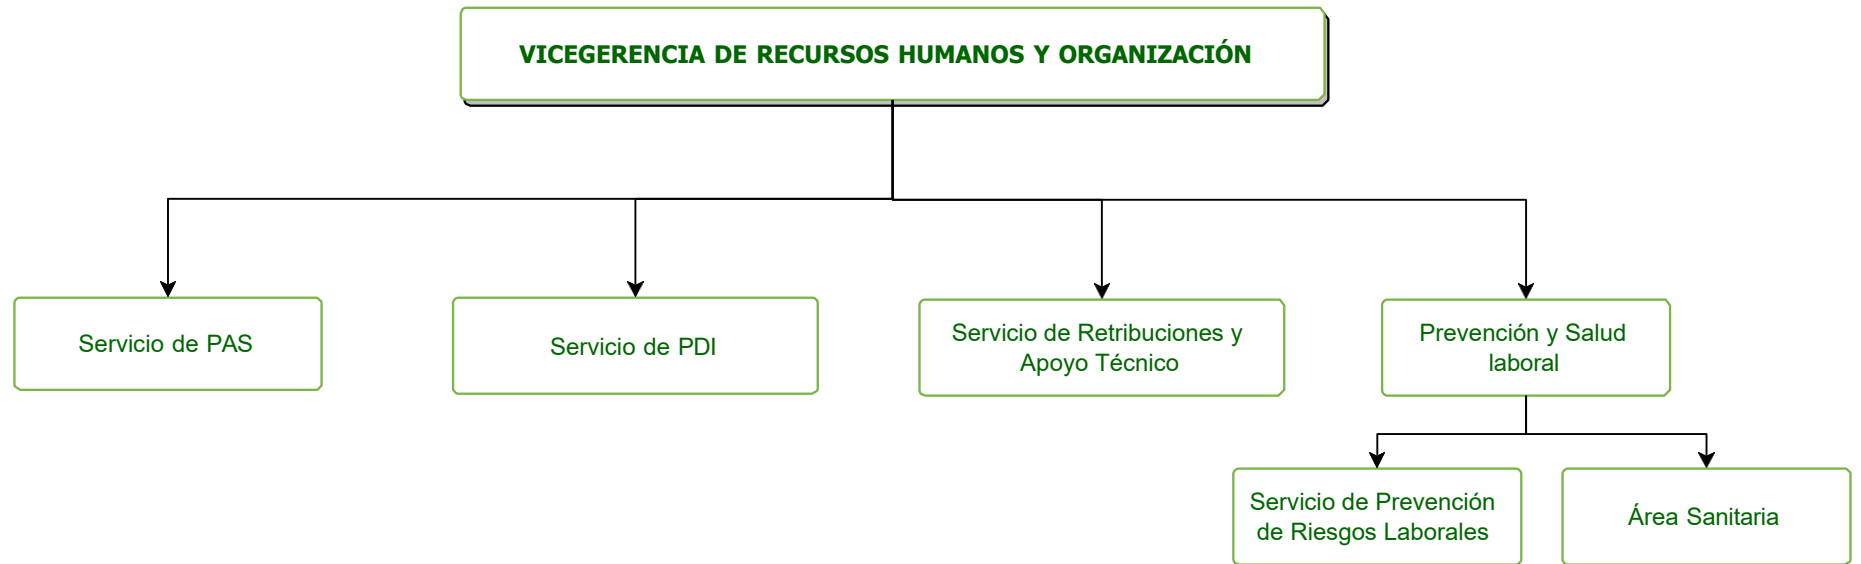 VICEGERENCIA DE RECURSOS HUMANOS Y ORGANIZACIÓN
Servicio de PAS
Servicio de PDI
Servicio de Retribuciones y
Apoyo Técnico
Prevención y Salud
laboral
Servicio de Prevención
de Riesgos Laborales
Área Sanitaria